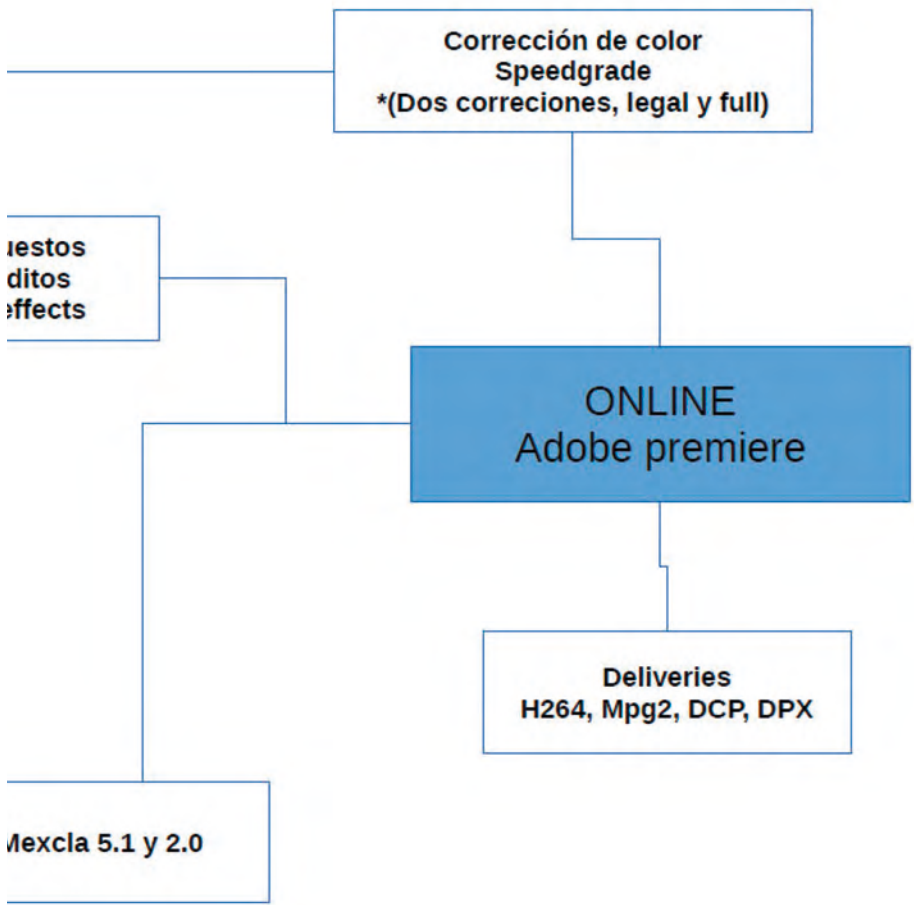 Corrección de color
Speedgrade
*(Dos correciones, legal y full)
uestos
ditos
effects
ONLINE
Adobe premiere
Deliveries
H264, Mpg2, DCP, DPX
Mexcla 5.1 y 2.0